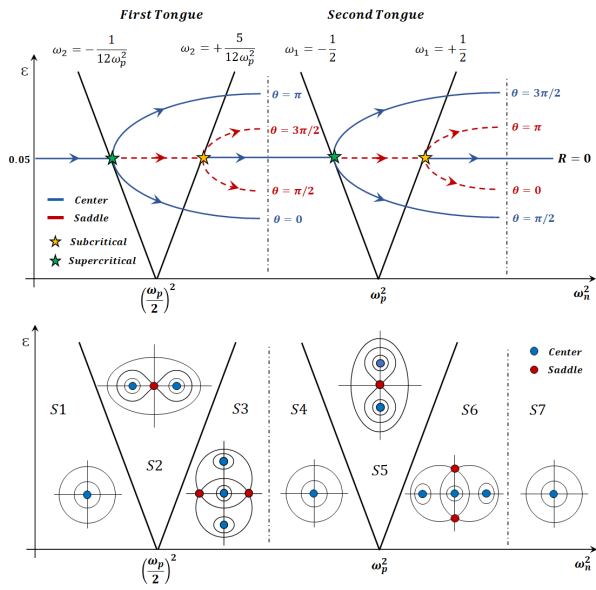 First Tongue
Second Tongue
ω₂ = −1/(12ωₚ²)
ω₂ = +5/(12ωₚ²)
ω₁ = −1/2
ω₁ = +1/2
ε
θ = π
θ = 3π/2
θ = 3π/2
θ = π
0.05
R = 0
θ = π/2
θ = 0
θ = 0
θ = π/2
Center
Saddle
Subcritical
Supercritical
(ωₚ/2)²
ωₚ²
ωₙ²
ε
Center
Saddle
S1
S3
S4
S6
S7
S2
S5
(ωₚ/2)²
ωₚ²
ωₙ²